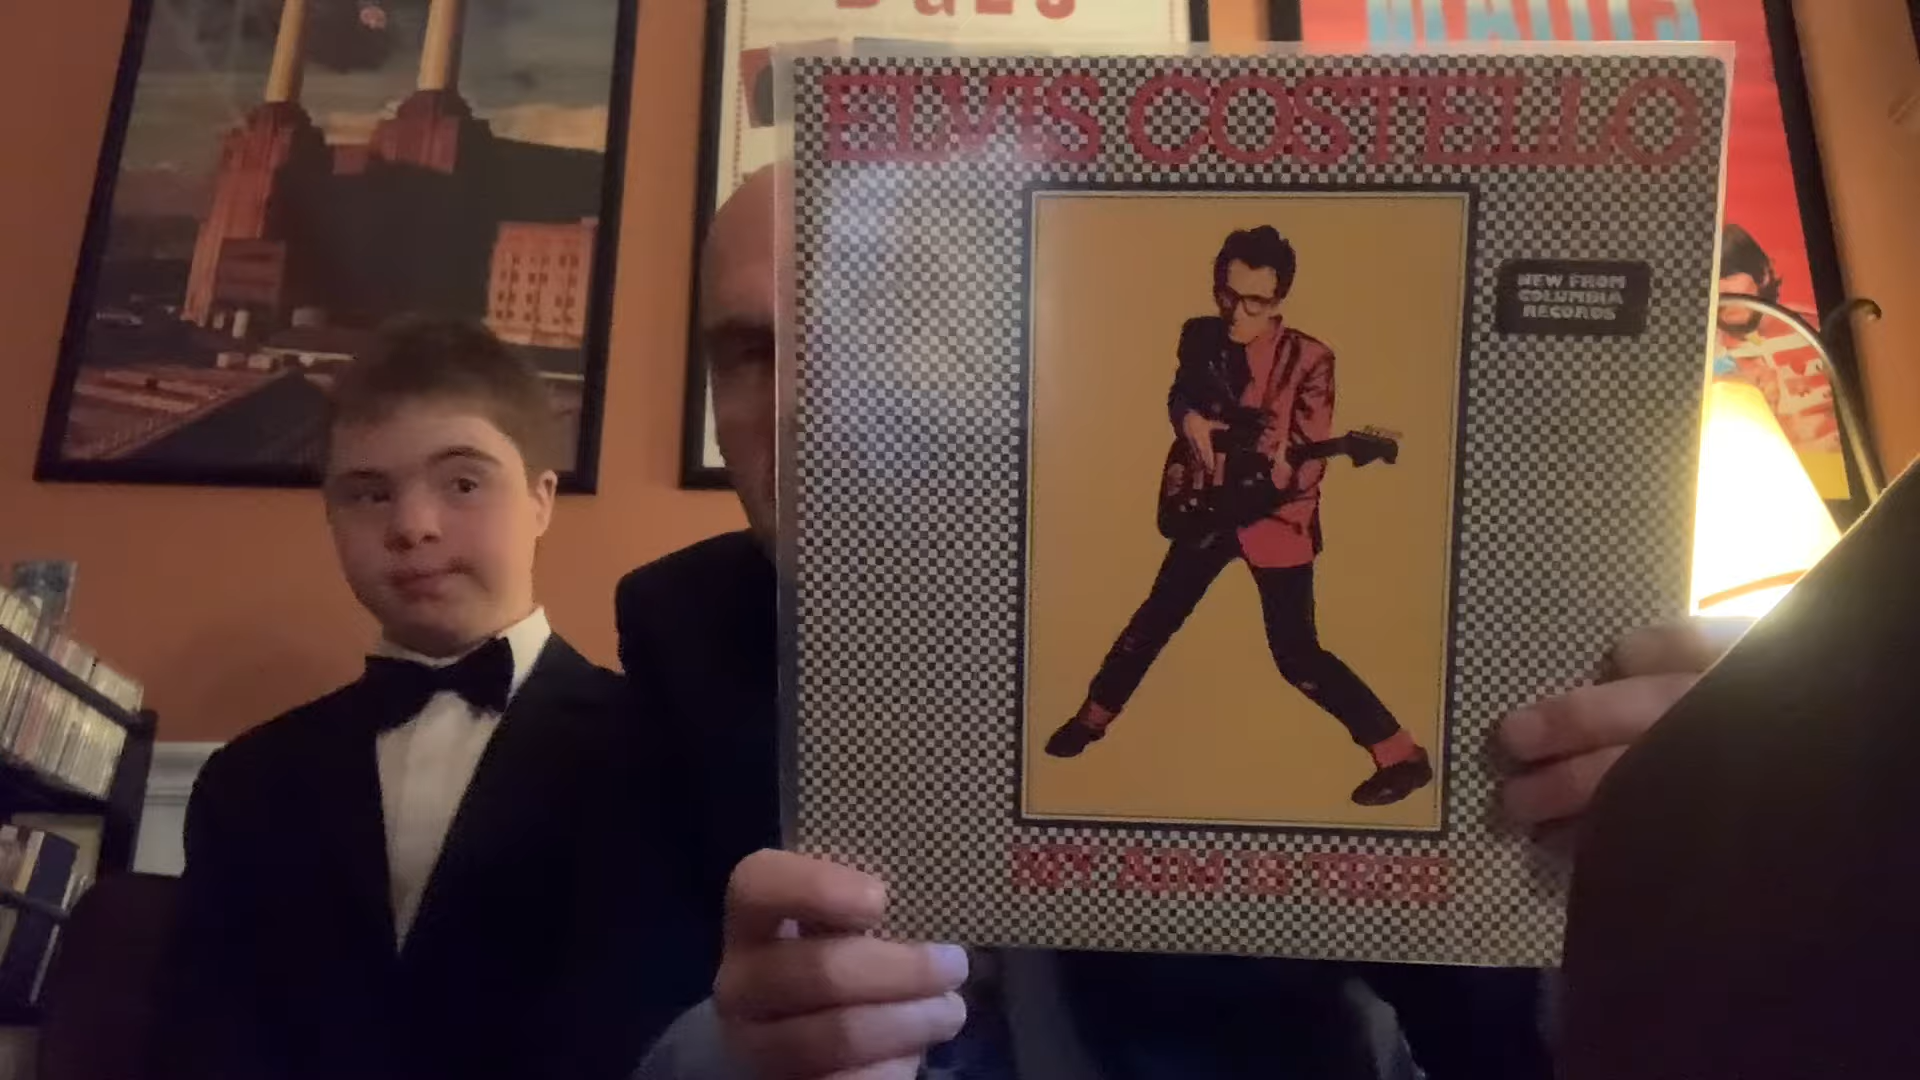 ELVIS COSTELLO
NEW FROM
COLUMBIA
RECORDS
MY AIM IS TRUE